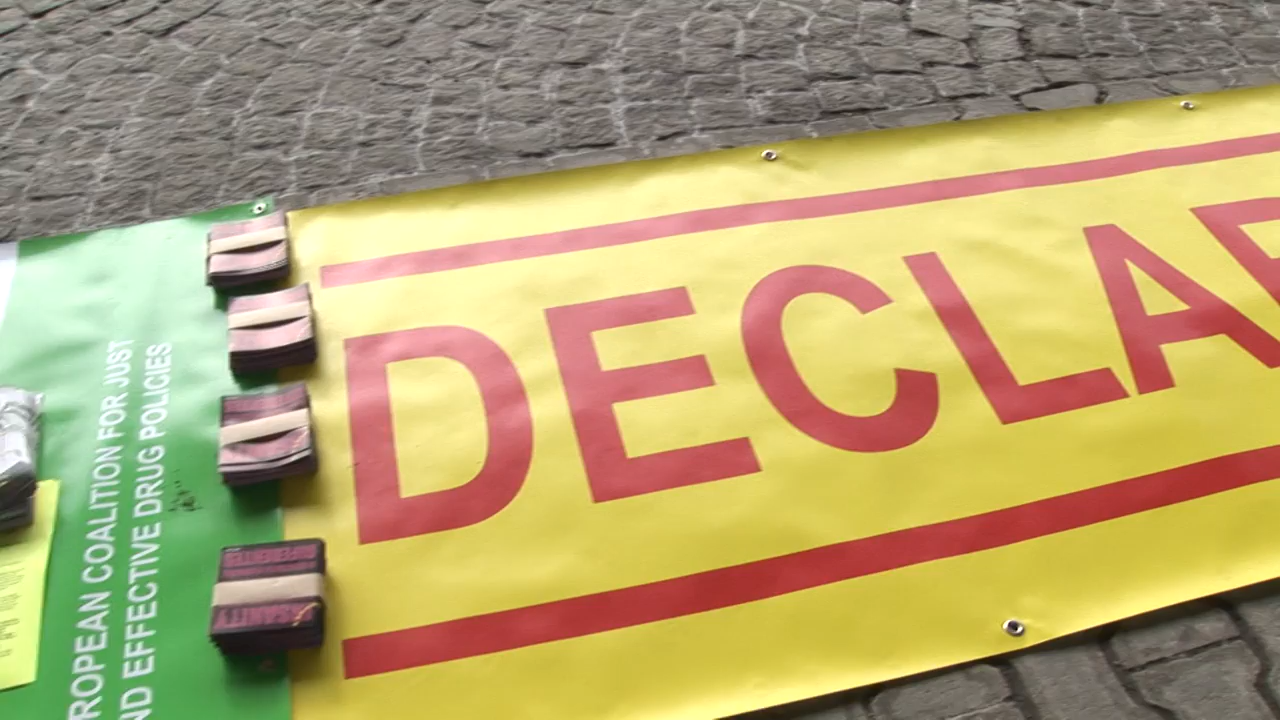 ROPEAN COALITION FOR JUST
ND EFFECTIVE DRUG POLICIES
DECLAR